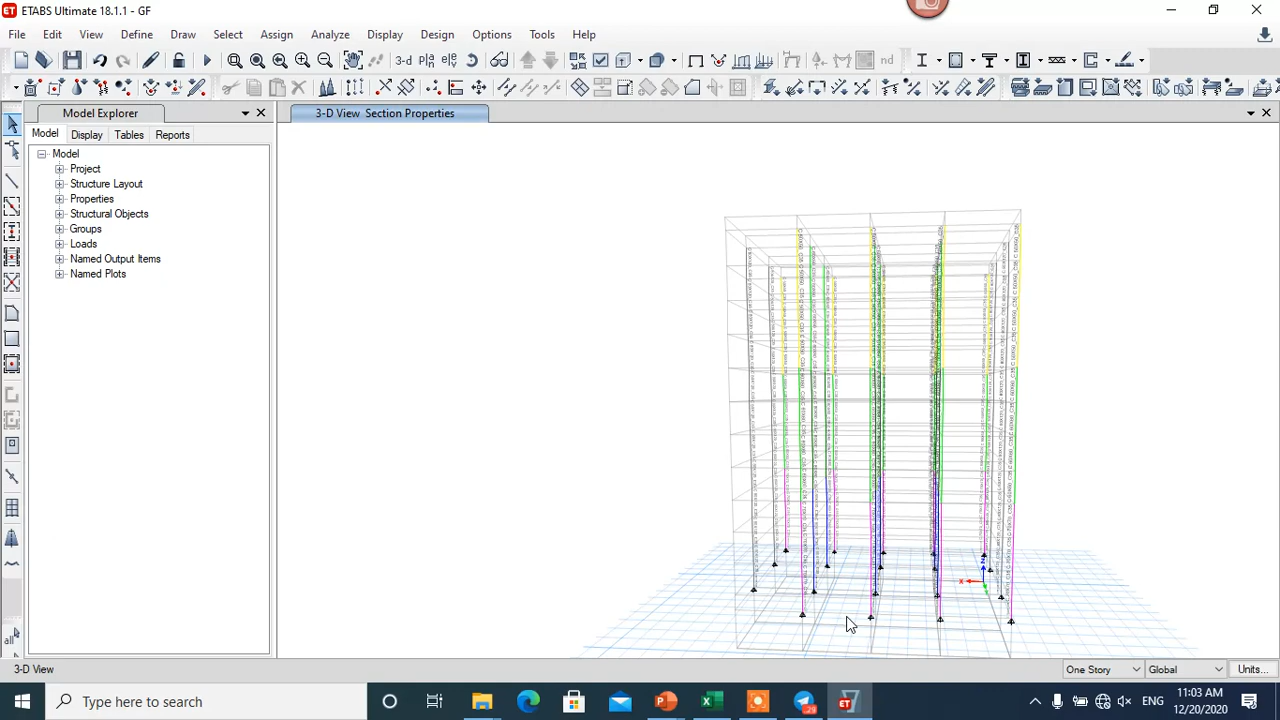 ETABS Ultimate 18.1.1 - GF
File Edit View Define Draw Select Assign Analyze Display Design Options Tools Help
3-d
nd
Model Explorer
3-D View Section Properties
Model Display Tables Reports
Model
Project
Structure Layout
Properties
Structural Objects
Groups
Loads
Named Output Items
Named Plots
X
Z
all
3-D View
One Story
Global
Units...
Type here to search
ENG
11:03 AM
12/20/2020